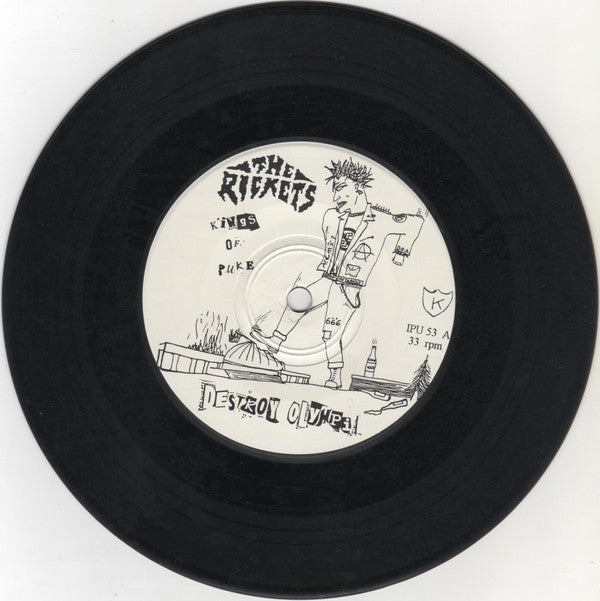 THE
RICKETS
KiNGS
OF
PUKE
A
666
K
IPU 53 A
33 rpm
DESTROY OLYMPiA